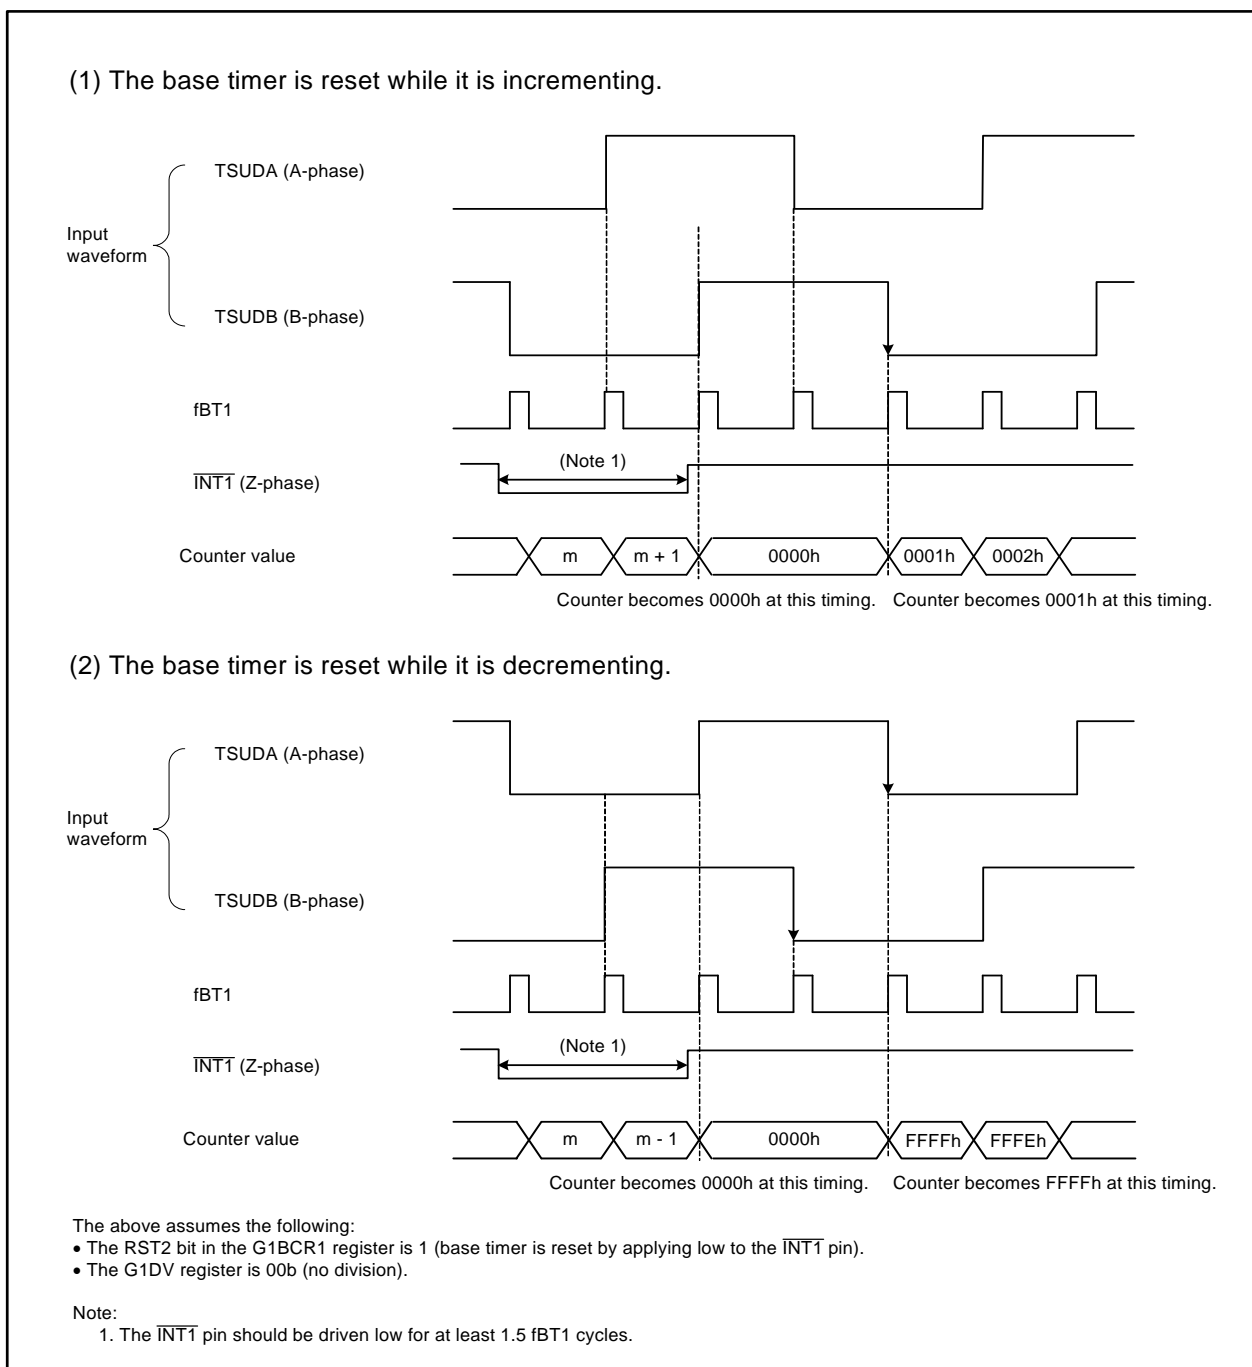 (1) The base timer is reset while it is incrementing.
TSUDA (A-phase)
Input
waveform
TSUDB (B-phase)
fBT1
(Note 1)
INT1 (Z-phase)
Counter value
m
m + 1
0000h
0001h
0002h
Counter becomes 0000h at this timing.
Counter becomes 0001h at this timing.
(2) The base timer is reset while it is decrementing.
TSUDA (A-phase)
Input
waveform
TSUDB (B-phase)
fBT1
(Note 1)
INT1 (Z-phase)
Counter value
m
m - 1
0000h
FFFFh
FFFEh
Counter becomes 0000h at this timing.
Counter becomes FFFFh at this timing.
The above assumes the following:
• The RST2 bit in the G1BCR1 register is 1 (base timer is reset by applying low to the INT1 pin).
• The G1DV register is 00b (no division).
Note:
1. The INT1 pin should be driven low for at least 1.5 fBT1 cycles.